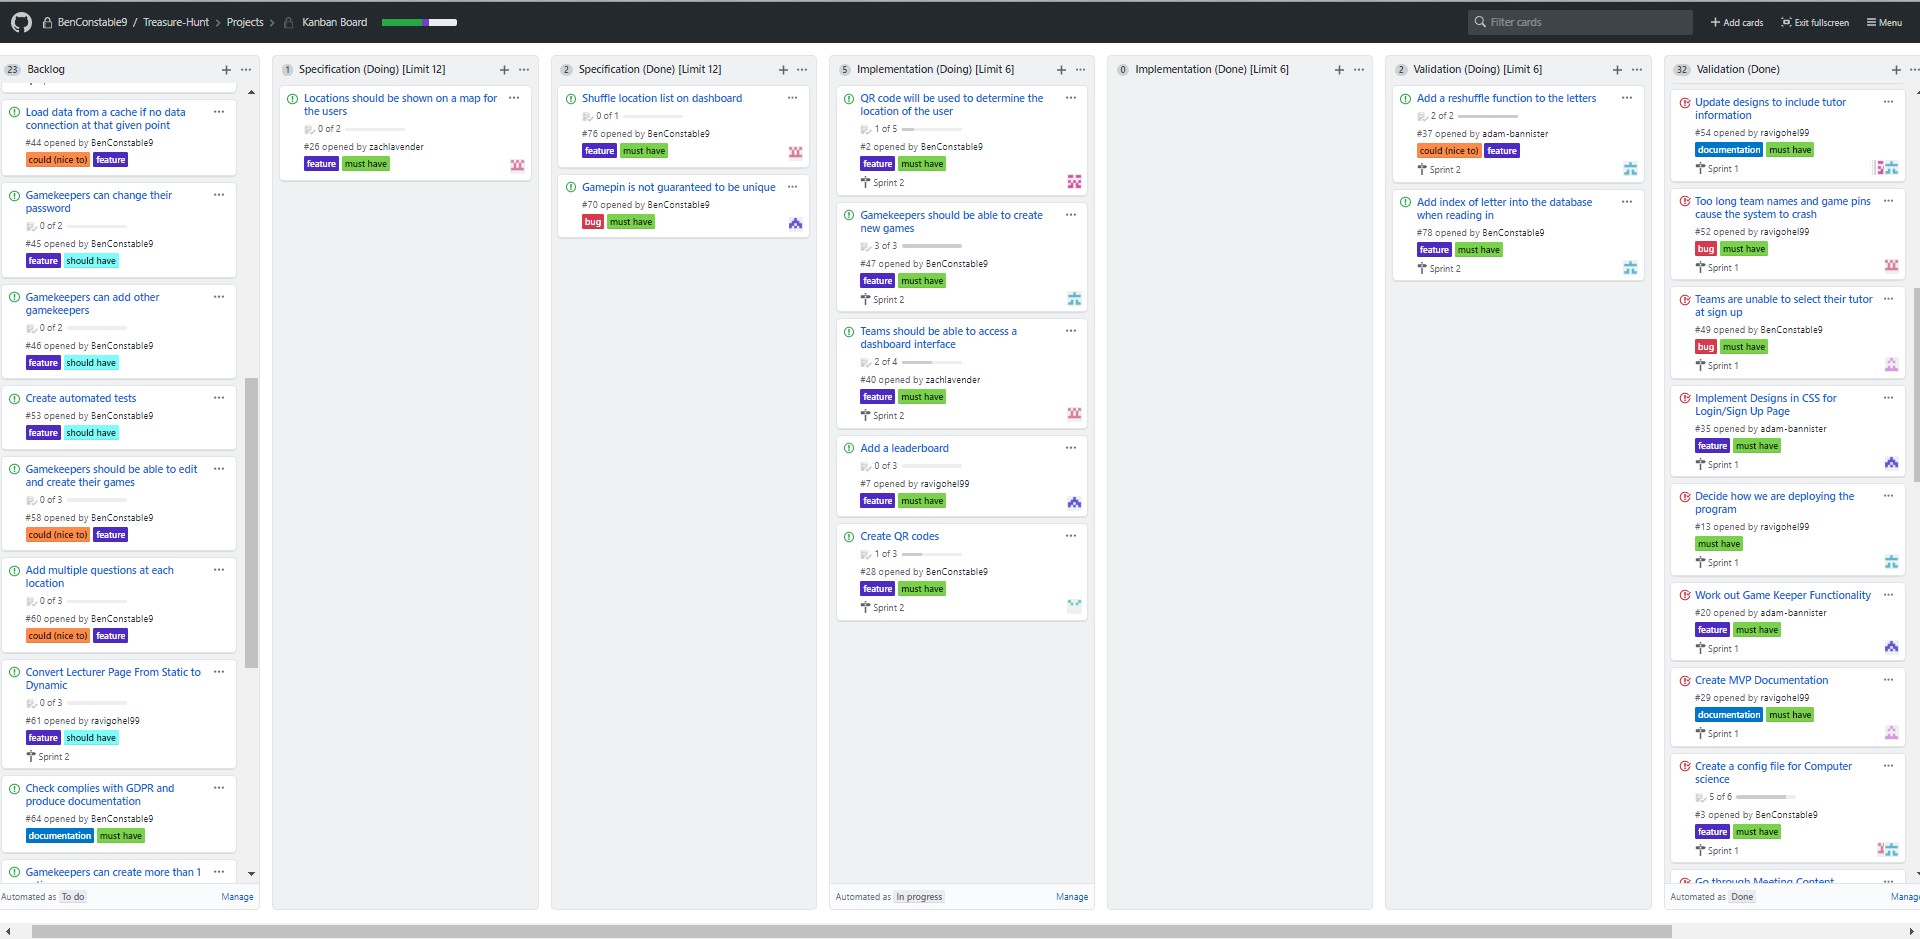 BenConstable9 / Treasure-Hunt > Projects > Kanban Board
Filter cards
+ Add cards
Exit fullscreen
Menu
23 Backlog
Load data from a cache if no data
connection at that given point
#44 opened by BenConstable9
could (nice to) feature
Gamekeepers can change their
password
0 of 2
#45 opened by BenConstable9
feature should have
Gamekeepers can add other
gamekeepers
0 of 2
#46 opened by BenConstable9
feature should have
Create automated tests
#53 opened by BenConstable9
feature should have
Gamekeepers should be able to edit
and create their games
0 of 3
#58 opened by BenConstable9
could (nice to) feature
Add multiple questions at each
location
0 of 3
#60 opened by BenConstable9
could (nice to) feature
Convert Lecturer Page From Static to
Dynamic
0 of 3
#61 opened by ravigohel99
feature should have
Sprint 2
Check complies with GDPR and
produce documentation
#64 opened by BenConstable9
documentation must have
Gamekeepers can create more than 1
Automated as To do
Manage
1 Specification (Doing) [Limit 12]
Locations should be shown on a map for
the users
0 of 2
#26 opened by zachlavender
feature must have
2 Specification (Done) [Limit 12]
Shuffle location list on dashboard
0 of 1
#76 opened by BenConstable9
feature must have
Gamepin is not guaranteed to be unique
#70 opened by BenConstable9
bug must have
5 Implementation (Doing) [Limit 6]
QR code will be used to determine the
location of the user
1 of 5
#2 opened by BenConstable9
feature must have
Sprint 2
Gamekeepers should be able to create
new games
3 of 3
#47 opened by BenConstable9
feature must have
Sprint 2
Teams should be able to access a
dashboard interface
2 of 4
#40 opened by zachlavender
feature must have
Sprint 2
Add a leaderboard
0 of 3
#7 opened by ravigohel99
feature must have
Create QR codes
1 of 3
#28 opened by BenConstable9
feature must have
Sprint 2
Automated as In progress
Manage
0 Implementation (Done) [Limit 6]
2 Validation (Doing) [Limit 6]
Add a reshuffle function to the letters
2 of 2
#37 opened by adam-bannister
could (nice to) feature
Sprint 2
Add index of letter into the database
when reading in
#78 opened by BenConstable9
feature must have
Sprint 2
32 Validation (Done)
Update designs to include tutor
information
#54 opened by ravigohel99
documentation must have
Sprint 1
Too long team names and game pins
cause the system to crash
#52 opened by ravigohel99
bug must have
Sprint 1
Teams are unable to select their tutor
at sign up
#49 opened by BenConstable9
bug must have
Sprint 1
Implement Designs in CSS for
Login/Sign Up Page
#35 opened by adam-bannister
feature must have
Sprint 1
Decide how we are deploying the
program
#13 opened by ravigohel99
must have
Sprint 1
Work out Game Keeper Functionality
#20 opened by adam-bannister
feature must have
Sprint 1
Create MVP Documentation
#29 opened by ravigohel99
documentation must have
Sprint 1
Create a config file for Computer
science
5 of 6
#3 opened by BenConstable9
feature must have
Sprint 1
Go through Meeting Content
Automated as Done
Manage